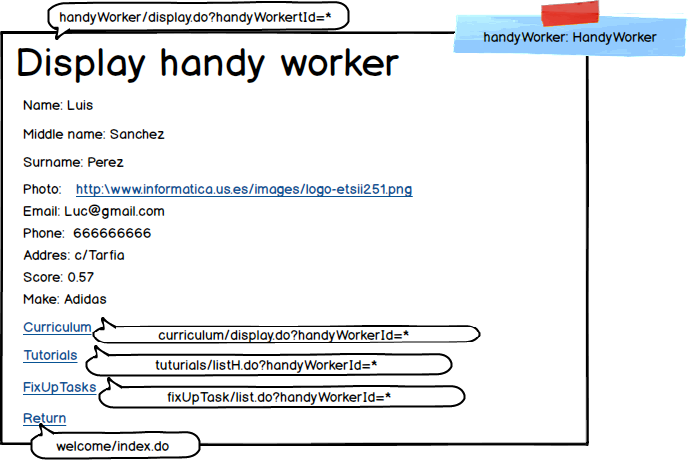 handyWorker/display.do?handyWorkertId=*
handyWorker: HandyWorker
Display handy worker
Name: Luis
Middle name: Sanchez
Surname: Perez
Photo: http:\www.informatica.us.es/images/logo-etsii251.png
Email: Luc@gmail.com
Phone: 666666666
Addres: c/Tarfia
Score: 0.57
Make: Adidas
Curriculum
curriculum/display.do?handyWorkerId=*
Tutorials
tuturials/listH.do?handyWorkerId=*
FixUpTasks
fixUpTask/list.do?handyWorkerId=*
Return
welcome/index.do